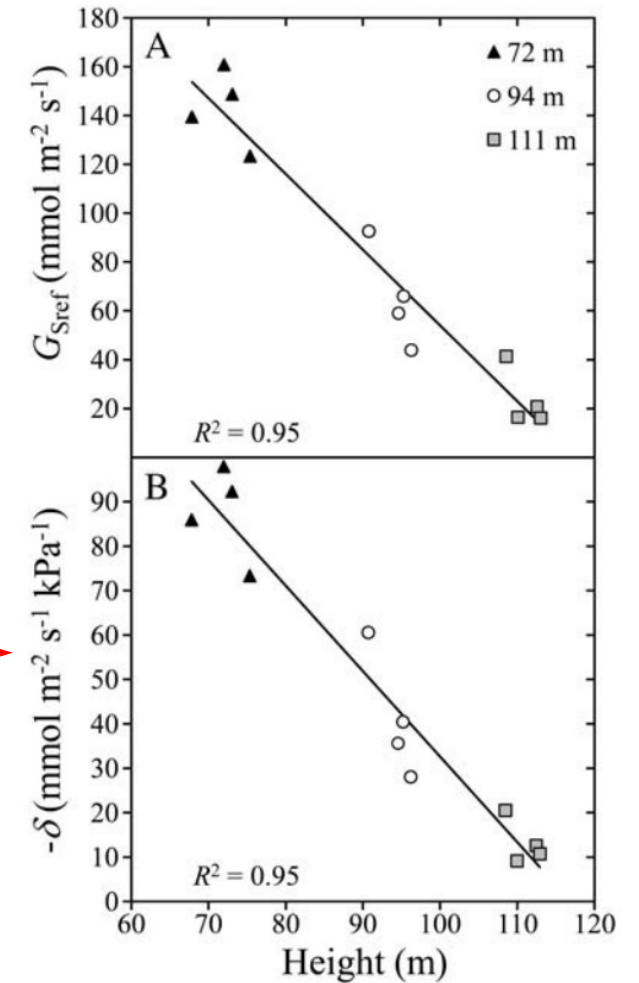 A
72 m
94 m
111 m
G_Sref (mmol m⁻² s⁻¹)
180
160
140
120
100
80
60
40
20
R² = 0.95
B
-δ (mmol m⁻² s⁻¹ kPa⁻¹)
90
80
70
60
50
40
30
20
10
0
R² = 0.95
60 70 80 90 100 110 120
Height (m)